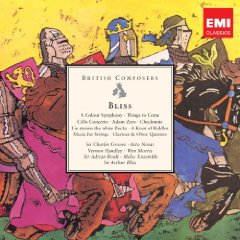 EMI
CLASSICS
BRITISH COMPOSERS
BLISS
A Colour Symphony · Things to Come
Cello Concerto · Adam Zero · Checkmate
Lie strewn the white flocks · A Knot of Riddles
Music for Strings · Clarinet & Oboe Quintets
Sir Charles Groves · Arto Noras
Vernon Handley · Wyn Morris
Sir Adrian Boult · Melos Ensemble
Sir Arthur Bliss